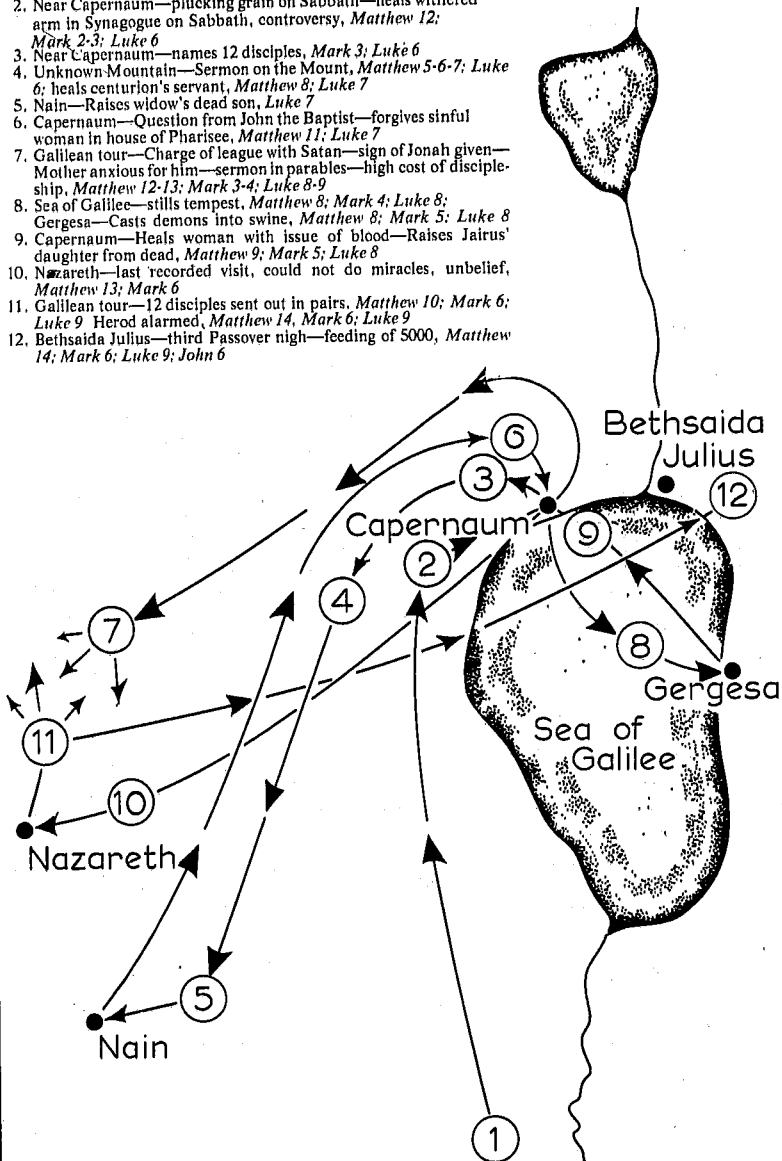 2. Near Capernaum—plucking grain on Sabbath—heals withered
arm in Synagogue on Sabbath, controversy, Matthew 12;
Mark 2-3; Luke 6
3. Near Capernaum—names 12 disciples, Mark 3; Luke 6
4. Unknown Mountain—Sermon on the Mount, Matthew 5-6-7; Luke
6; heals centurion's servant, Matthew 8; Luke 7
5. Nain—Raises widow's dead son, Luke 7
6. Capernaum—Question from John the Baptist—forgives sinful
woman in house of Pharisee, Matthew 11; Luke 7
7. Galilean tour—Charge of league with Satan—sign of Jonah given—
Mother anxious for him—sermon in parables—high cost of disciple-
ship, Matthew 12-13; Mark 3-4; Luke 8-9
8. Sea of Galilee—stills tempest, Matthew 8; Mark 4; Luke 8;
Gergesa—Casts demons into swine, Matthew 8; Mark 5; Luke 8
9. Capernaum—Heals woman with issue of blood—Raises Jairus'
daughter from dead, Matthew 9; Mark 5; Luke 8
10. Nazareth—last recorded visit, could not do miracles, unbelief,
Matthew 13; Mark 6
11. Galilean tour—12 disciples sent out in pairs, Matthew 10; Mark 6;
Luke 9 Herod alarmed, Matthew 14, Mark 6; Luke 9
12. Bethsaida Julius—third Passover nigh—feeding of 5000, Matthew
14; Mark 6; Luke 9; John 6
Bethsaida
Julius
6
3
12
Capernaum
9
2
4
7
8
Gergesa
11
Sea of
Galilee
10
Nazareth
5
Nain
1